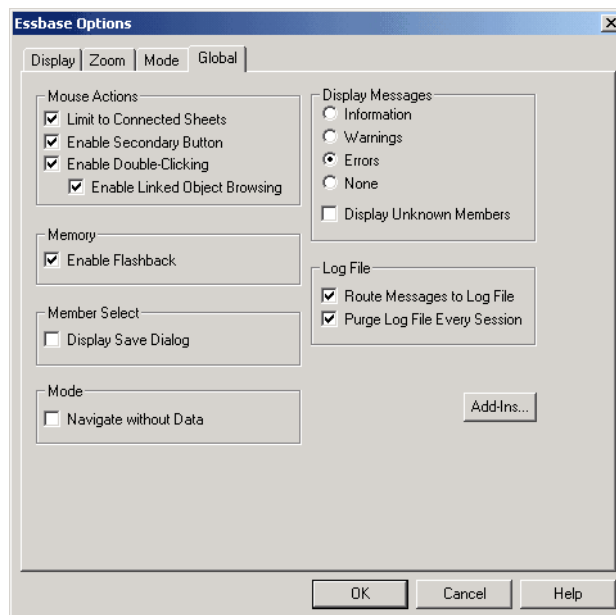 Essbase Options
Display
Zoom
Mode
Global
Mouse Actions
Limit to Connected Sheets
Enable Secondary Button
Enable Double-Clicking
Enable Linked Object Browsing
Memory
Enable Flashback
Member Select
Display Save Dialog
Mode
Navigate without Data
Display Messages
Information
Warnings
Errors
None
Display Unknown Members
Log File
Route Messages to Log File
Purge Log File Every Session
Add-Ins...
OK
Cancel
Help